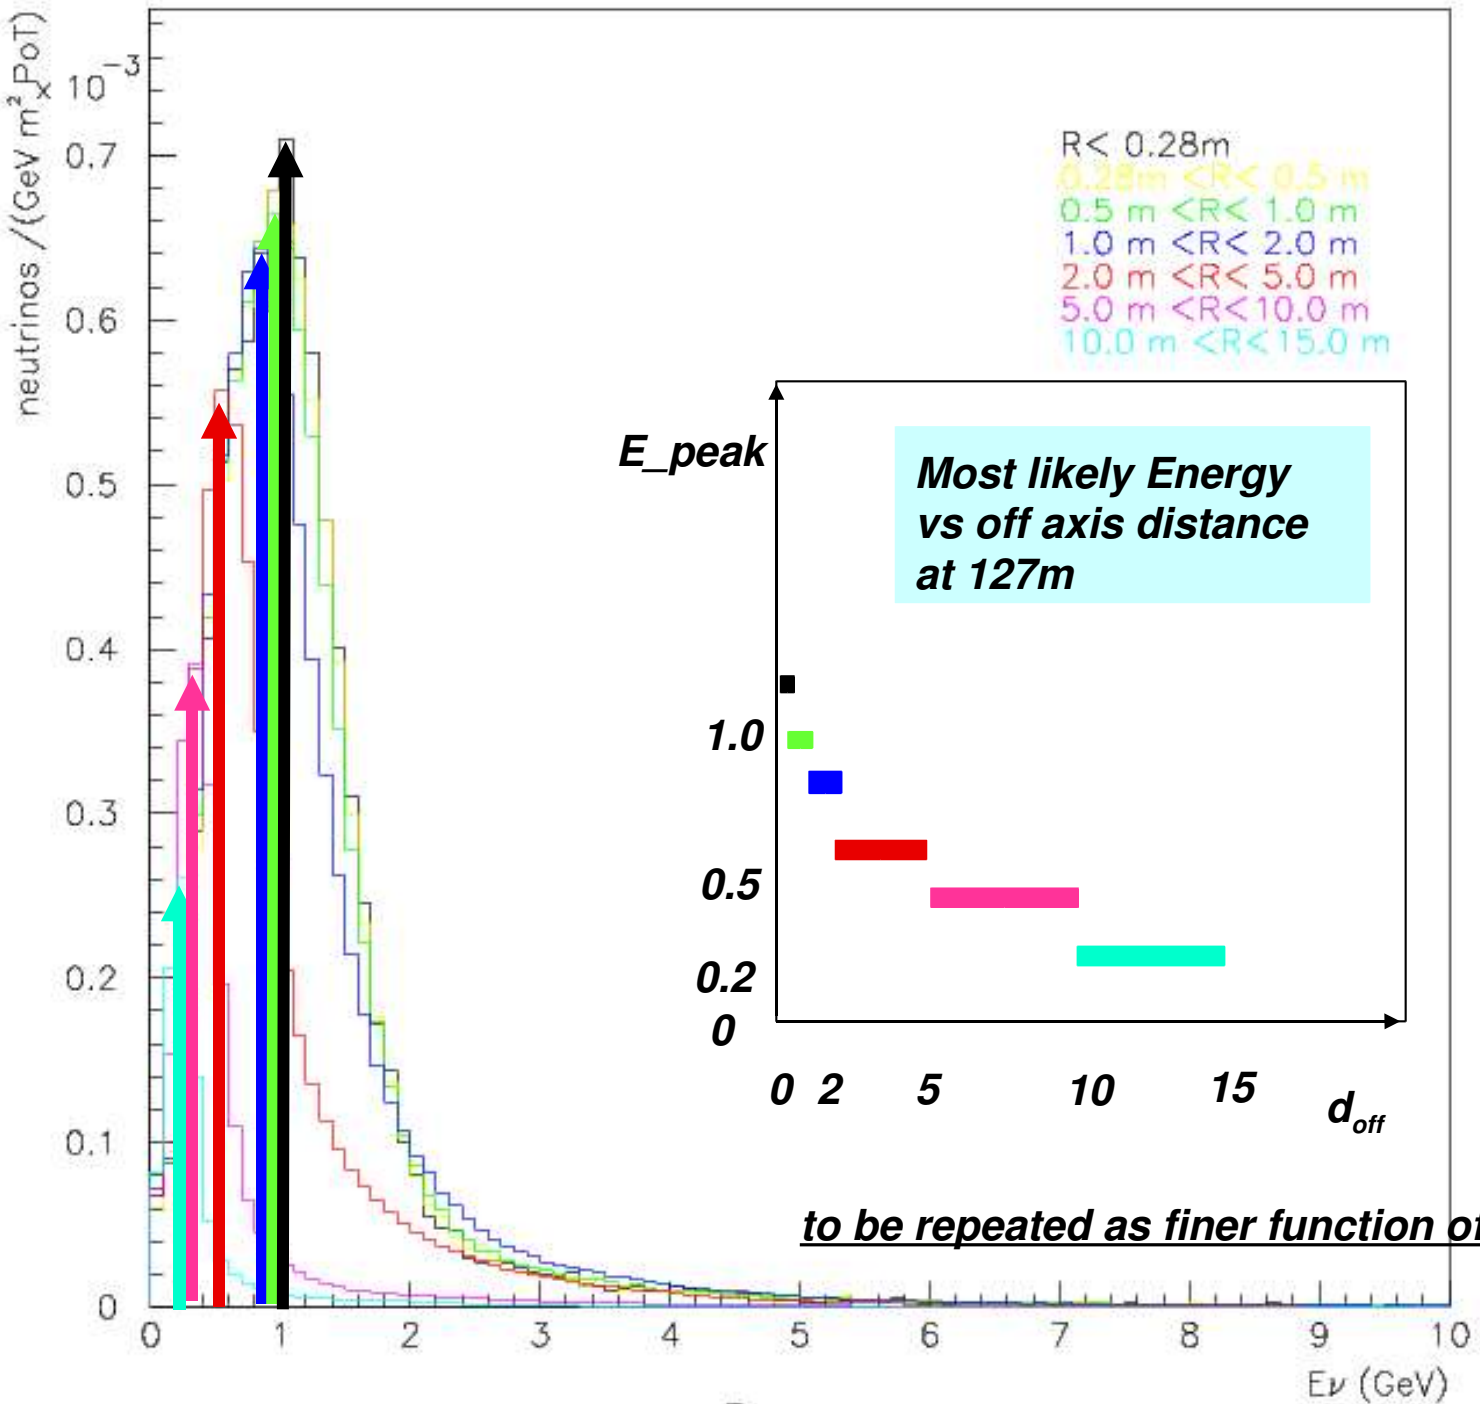 neutrinos /(GeV m² x PoT)
10⁻³
0.7
0.6
0.5
0.4
0.3
0.2
0.1
0
0 1 2 3 4 5 6 7 8 9 10
Eν (GeV)
R< 0.28m
0.28m <R< 0.5 m
0.5 m <R< 1.0 m
1.0 m <R< 2.0 m
2.0 m <R< 5.0 m
5.0 m <R<10.0 m
10.0 m <R<15.0 m
E_peak
Most likely Energy
vs off axis distance
at 127m
1.0
0.5
0.2
0
0 2 5 10 15
d_off
to be repeated as finer function of